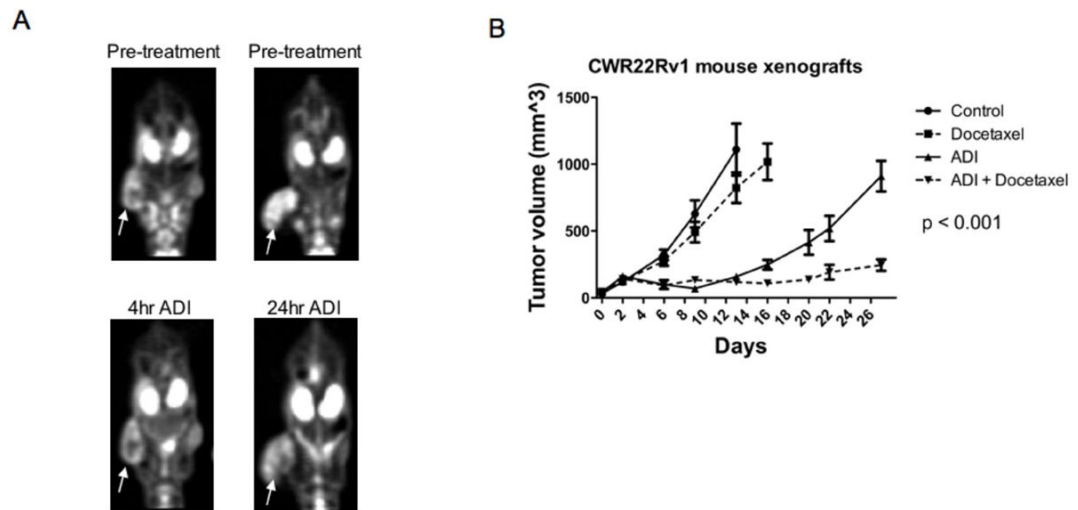 A
Pre-treatment
Pre-treatment
4hr ADI
24hr ADI
B
CWR22Rv1 mouse xenografts
Tumor volume (mm^3)
1500
1000
500
0
0 2 4 6 8 10 12 14 16 18 20 22 24 26
Days
Control
Docetaxel
ADI
ADI + Docetaxel
p < 0.001